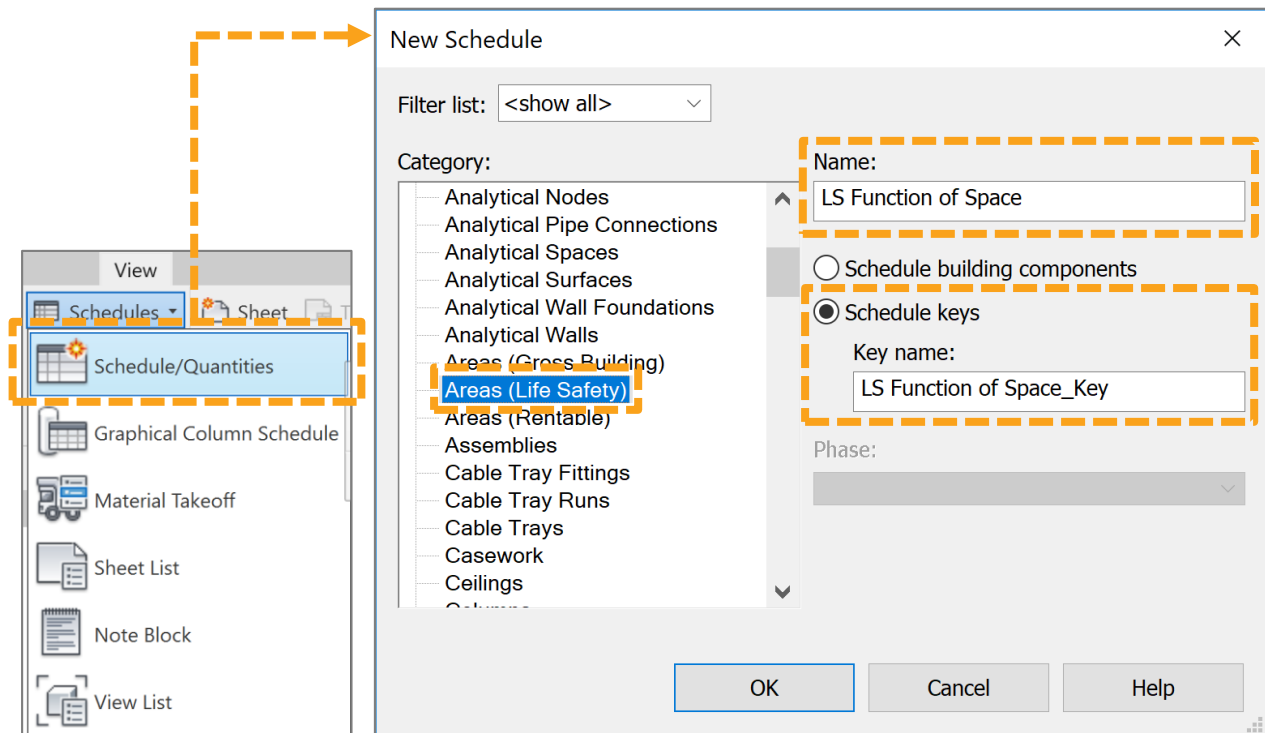 View
Schedules
Sheet
Schedule/Quantities
Graphical Column Schedule
Material Takeoff
Sheet List
Note Block
View List
New Schedule
Filter list: <show all>
Category:
Analytical Nodes
Analytical Pipe Connections
Analytical Spaces
Analytical Surfaces
Analytical Wall Foundations
Analytical Walls
Areas (Gross Building)
Areas (Life Safety)
Areas (Rentable)
Assemblies
Cable Tray Fittings
Cable Tray Runs
Cable Trays
Casework
Ceilings
Name:
LS Function of Space
Schedule building components
Schedule keys
Key name:
LS Function of Space_Key
Phase:
OK
Cancel
Help